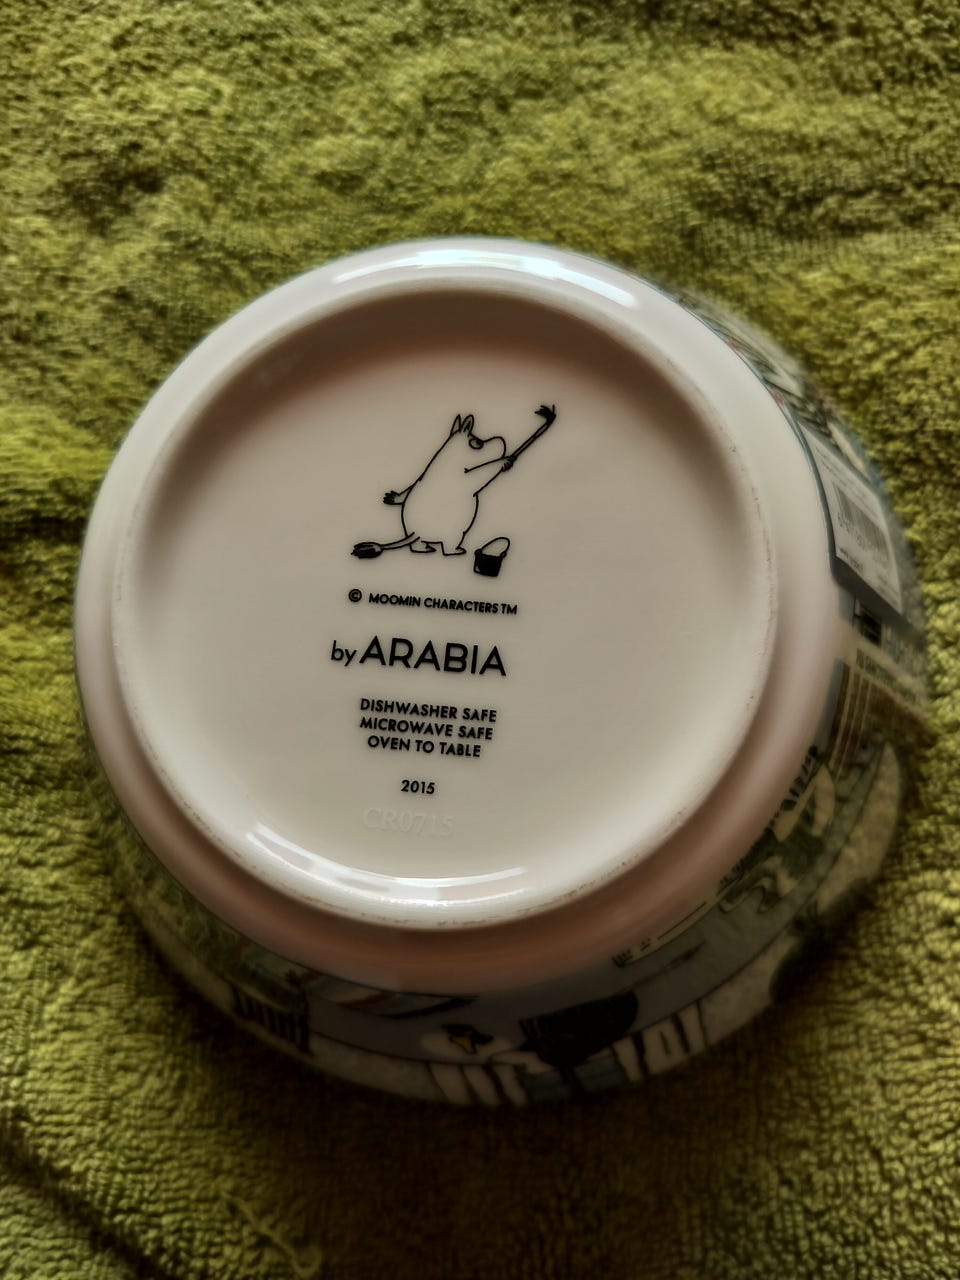 © MOOMIN CHARACTERS TM
by ARABIA
DISHWASHER SAFE
MICROWAVE SAFE
OVEN TO TABLE
2015
CR0715